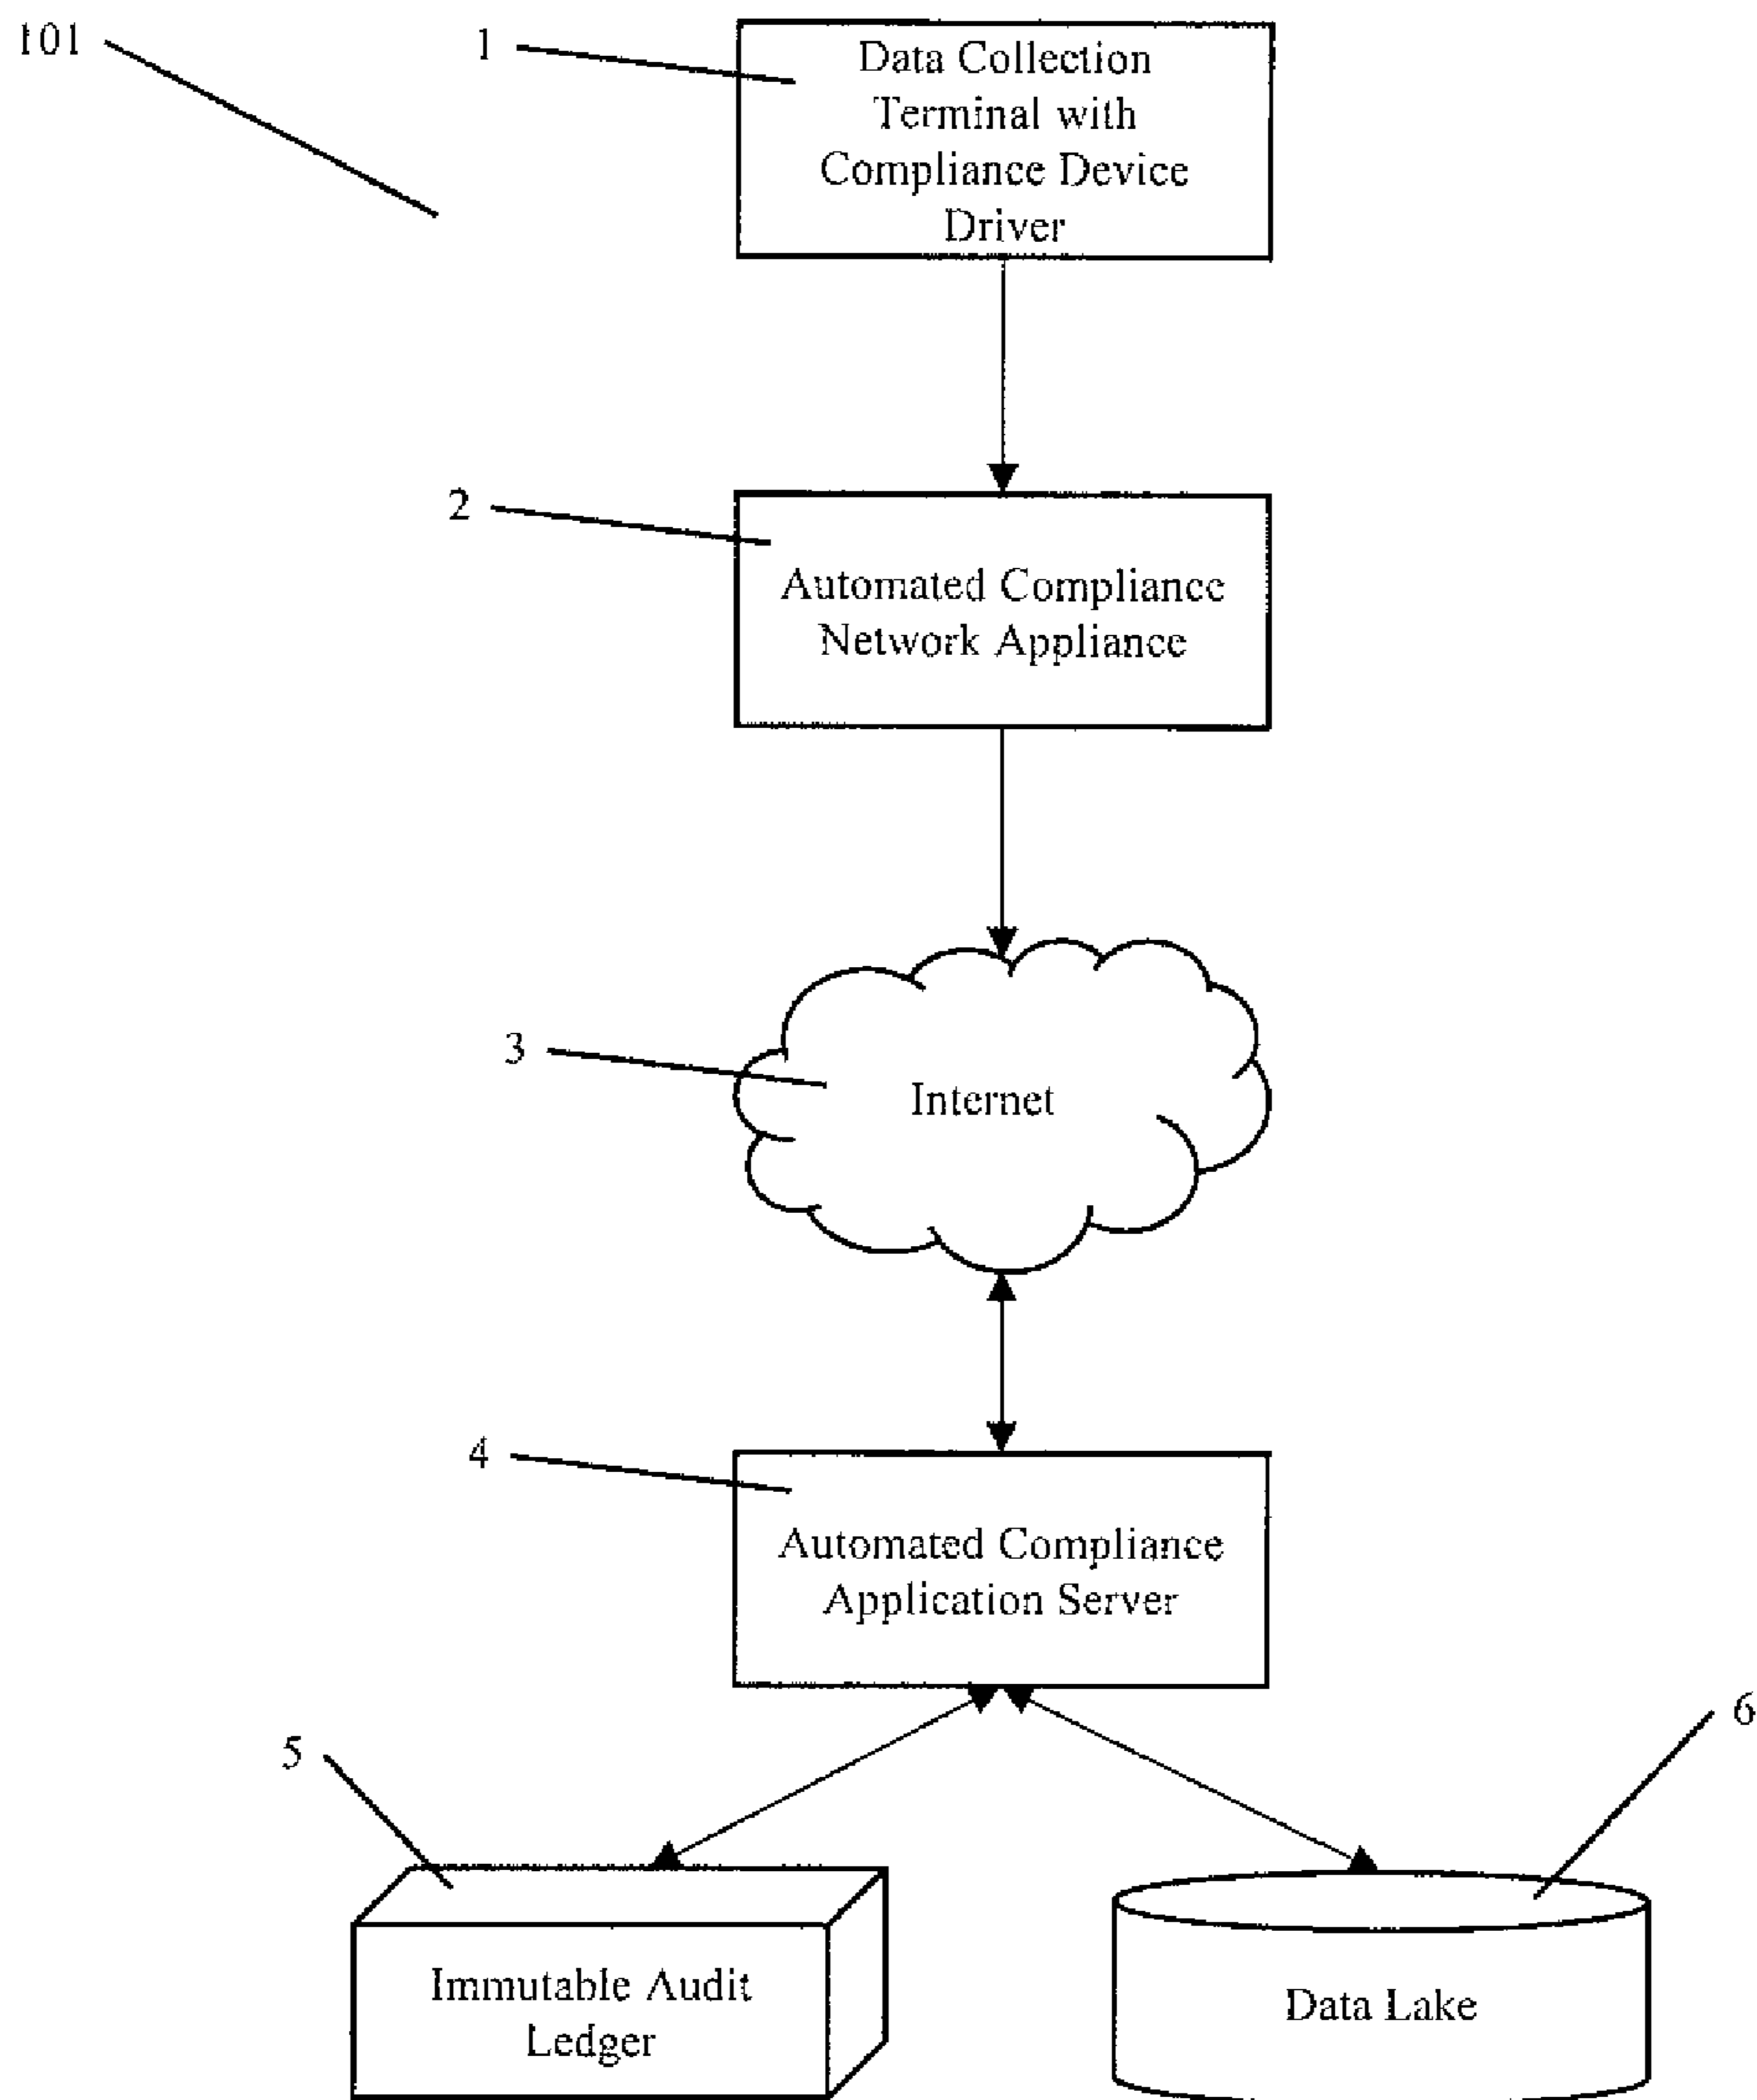 101
1
Data Collection
Terminal with
Compliance Device
Driver
2
Automated Compliance
Network Appliance
3
Internet
4
Automated Compliance
Application Server
5
6
Immutable Audit
Ledger
Data Lake